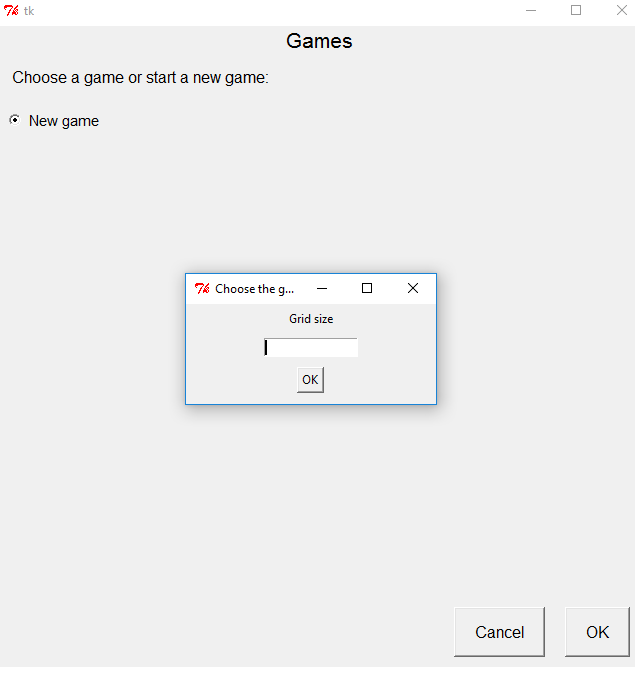 tk
Games
Choose a game or start a new game:
New game
Choose the g...
Grid size
OK
Cancel
OK